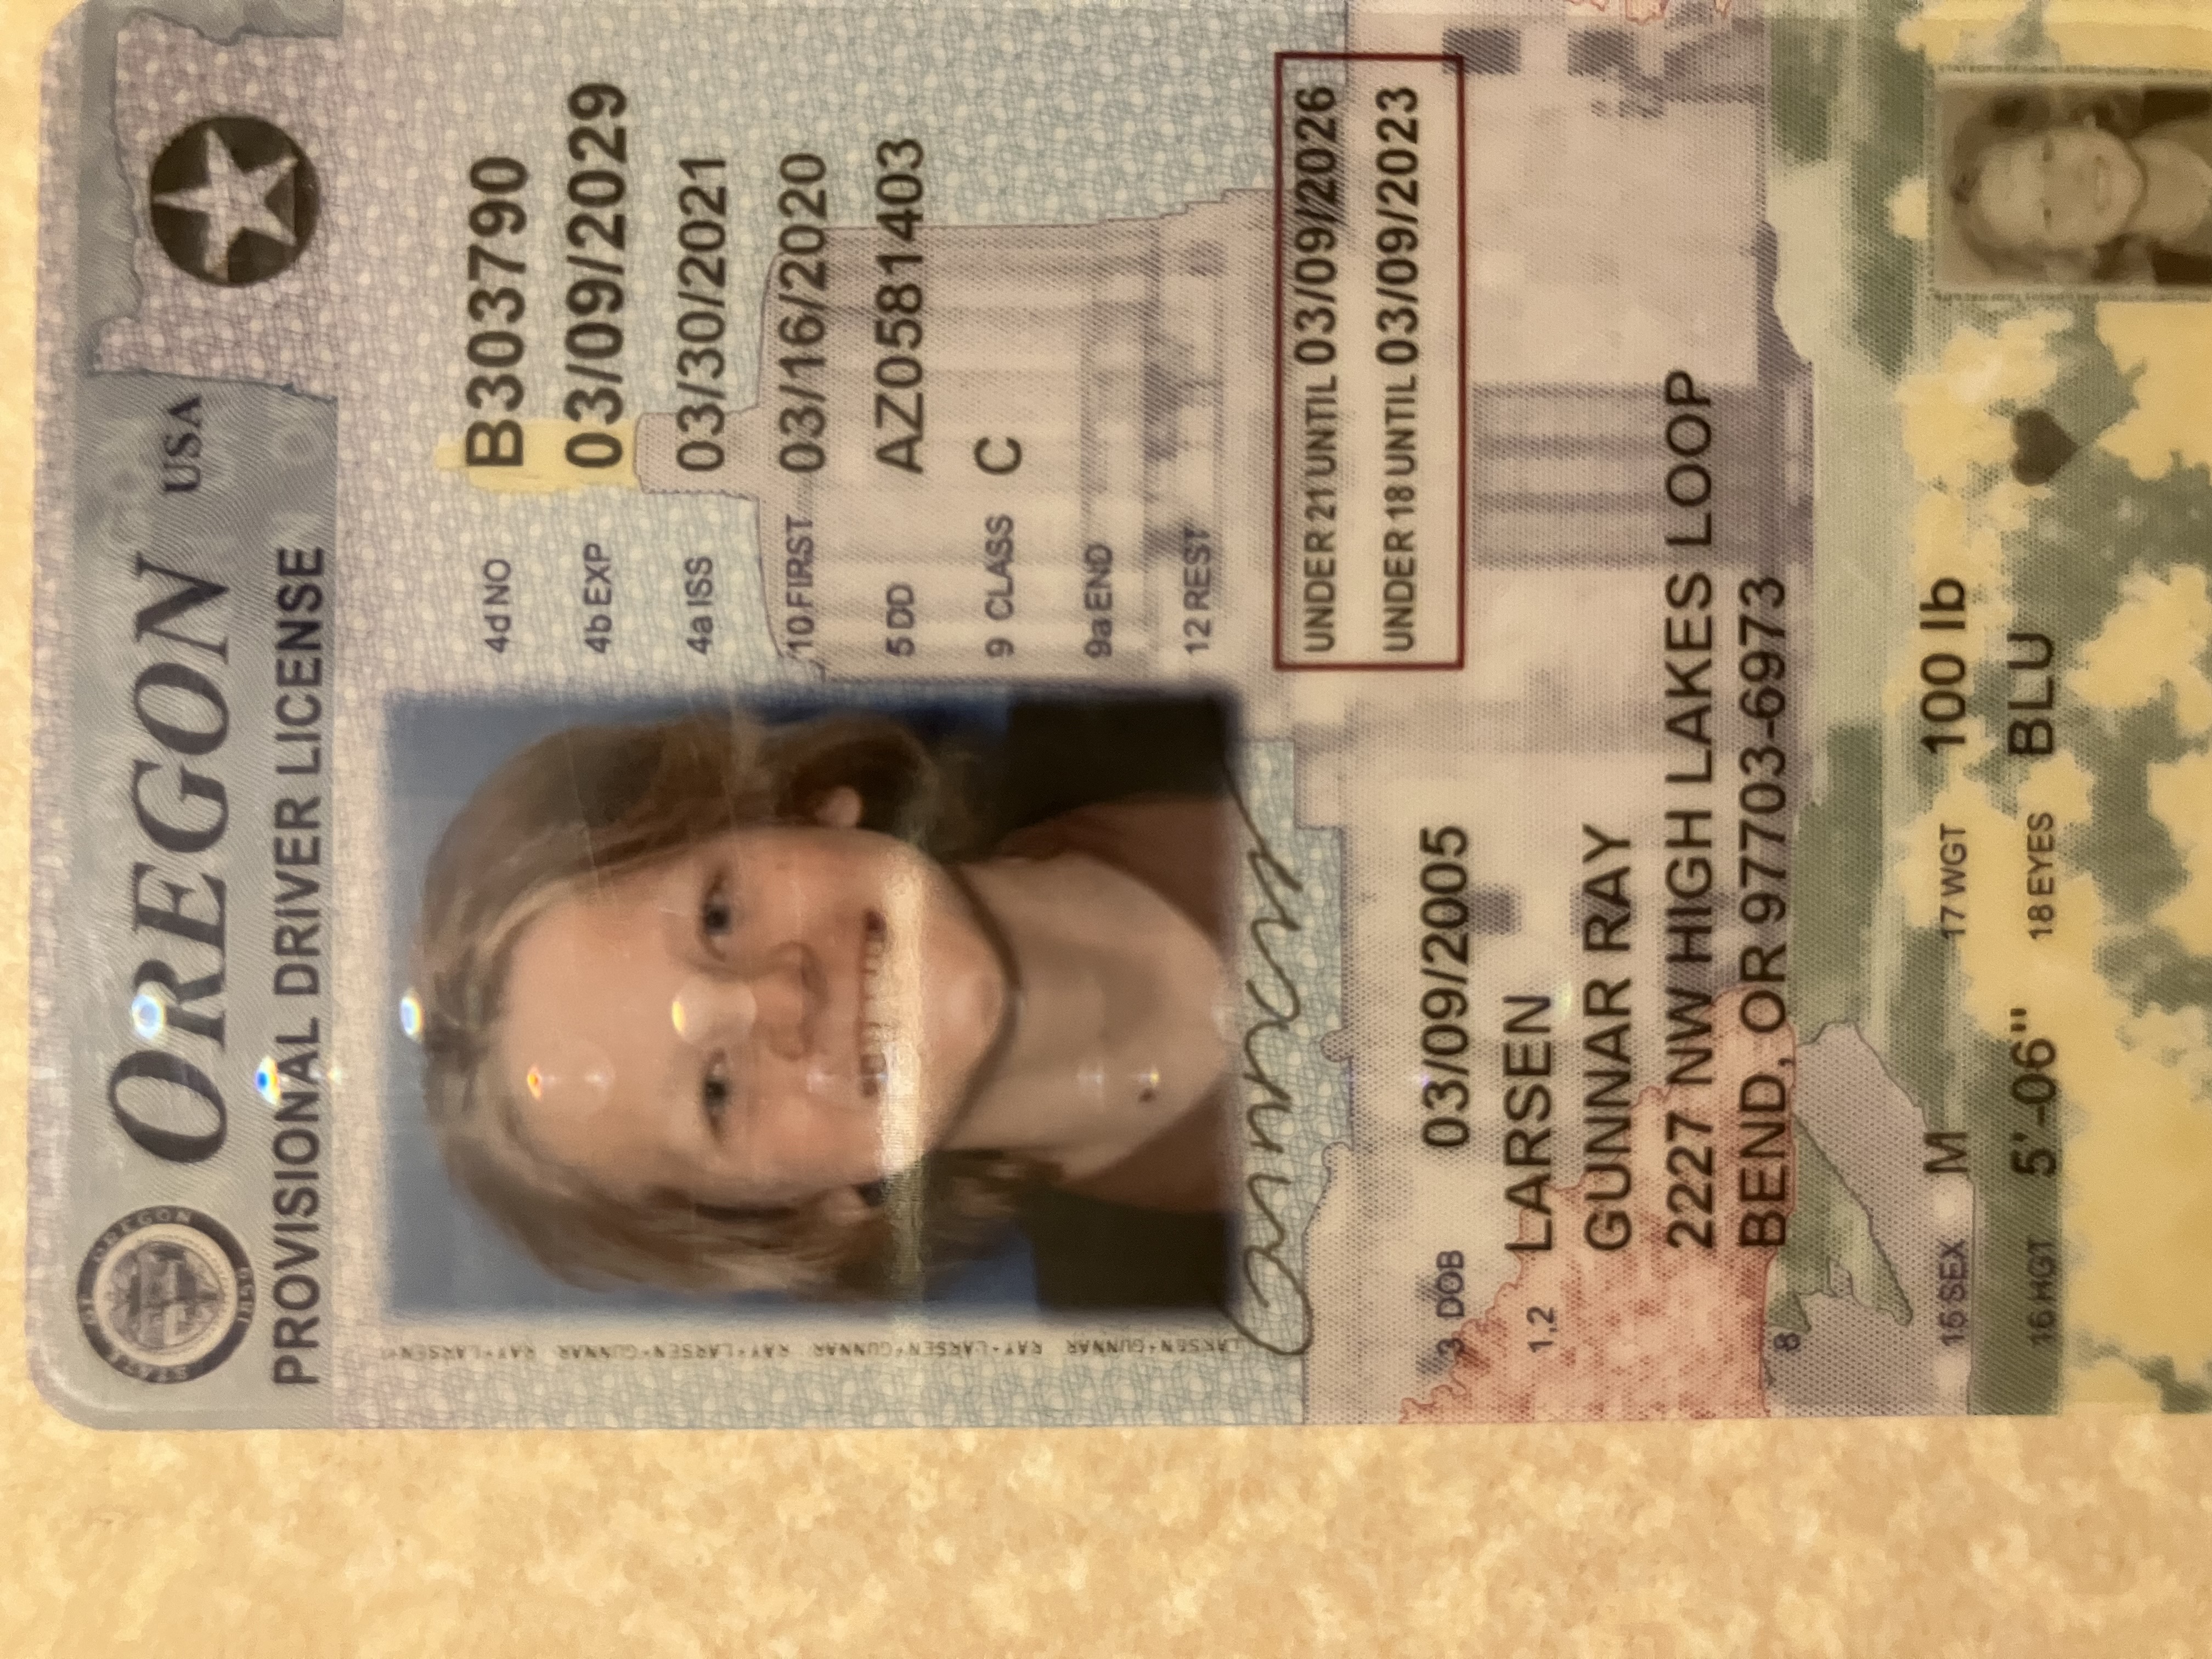 STATE OF OREGON
1859
OREGON USA
PROVISIONAL DRIVER LICENSE
4d NO B303790
4b EXP 03/09/2029
4a ISS 03/30/2021
10 FIRST 03/16/2020
5 DD AZ0581403
9 CLASS C
9a END
12 REST
UNDER 21 UNTIL 03/09/2026
UNDER 18 UNTIL 03/09/2023
3 DOB 03/09/2005
1,2 LARSEN
GUNNAR RAY
2227 NW HIGH LAKES LOOP
8 BEND, OR 97703-6973
15 SEX M 17 WGT 100 lb
16 HGT 5'-06" 18 EYES BLU